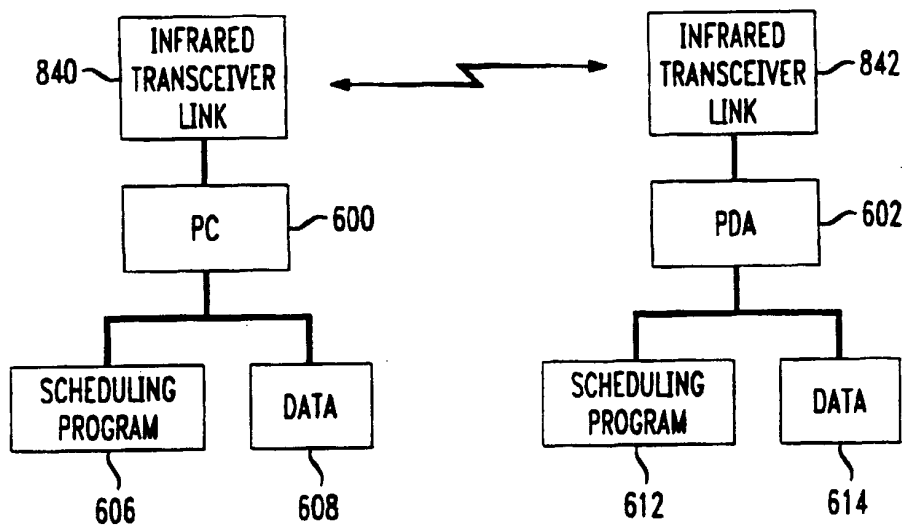 INFRARED
TRANSCEIVER
LINK
840
INFRARED
TRANSCEIVER
LINK
842
PC
600
PDA
602
SCHEDULING
PROGRAM
DATA
SCHEDULING
PROGRAM
DATA
606
608
612
614